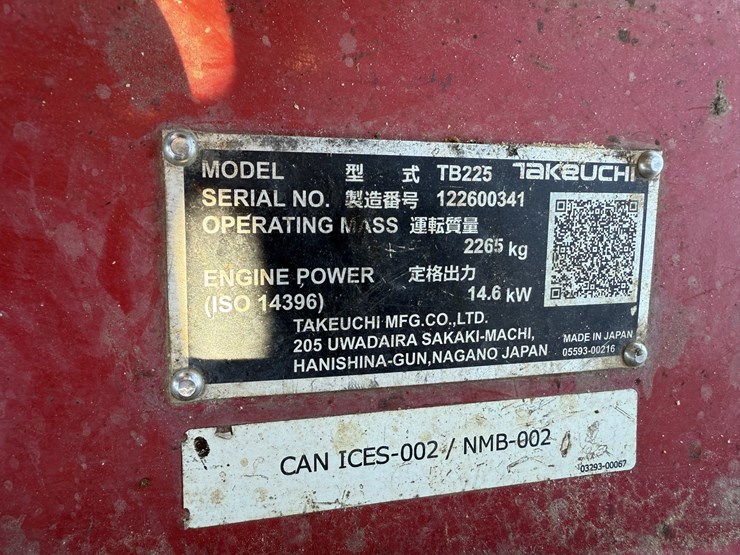 MODEL 型 式 TB225 TAKEUCHI
SERIAL NO. 製造番号 122600341
OPERATING MASS 運転質量
2265 kg
ENGINE POWER 定格出力
(ISO 14396) 14.6 kW
TAKEUCHI MFG.CO.,LTD.
205 UWADAIRA SAKAKI-MACHI,
HANISHINA-GUN,NAGANO JAPAN
MADE IN JAPAN
05593-00216
CAN ICES-002 / NMB-002
03293-00067